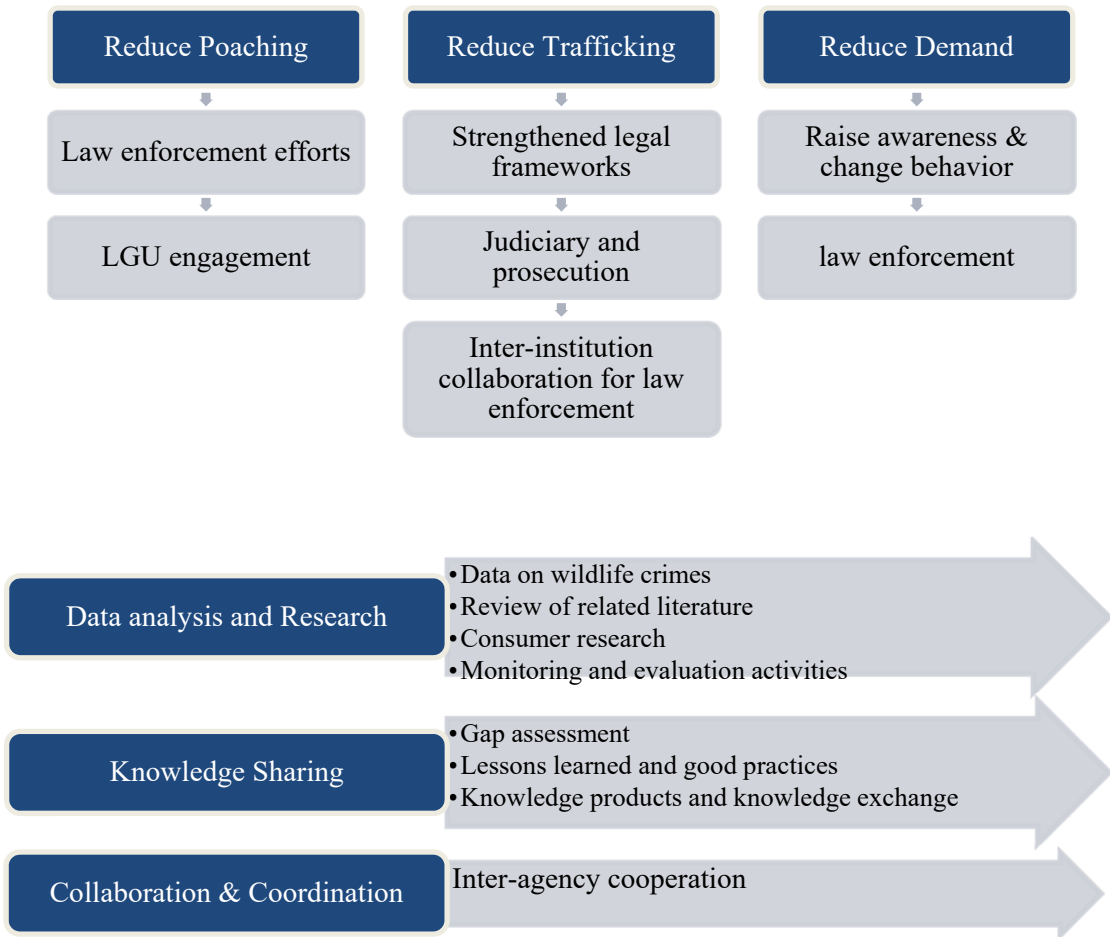 Reduce Poaching
Reduce Trafficking
Reduce Demand
Law enforcement efforts
Strengthened legal
frameworks
Raise awareness &
change behavior
LGU engagement
Judiciary and
prosecution
law enforcement
Inter-institution
collaboration for law
enforcement
Data analysis and Research
•Data on wildlife crimes
•Review of related literature
•Consumer research
•Monitoring and evaluation activities
Knowledge Sharing
•Gap assessment
•Lessons learned and good practices
•Knowledge products and knowledge exchange
Collaboration & Coordination
Inter-agency cooperation